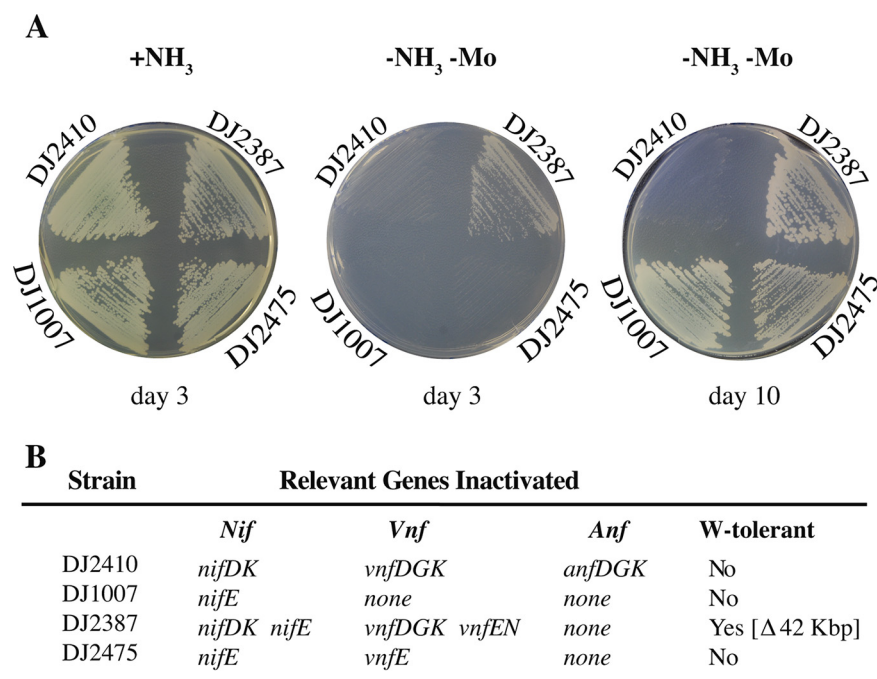 A
+NH3 -NH3 -Mo -NH3 -Mo
DJ2410 DJ2387 DJ2410 DJ2387 DJ2410 DJ2387
DJ1007 DJ2475 DJ1007 DJ2475 DJ1007 DJ2475
day 3 day 3 day 10
B
Strain Relevant Genes Inactivated
Nif Vnf Anf W-tolerant
DJ2410 nifDK vnfDGK anfDGK No
DJ1007 nifE none none No
DJ2387 nifDK nifE vnfDGK vnfEN none Yes [Δ42 Kbp]
DJ2475 nifE vnfE none No